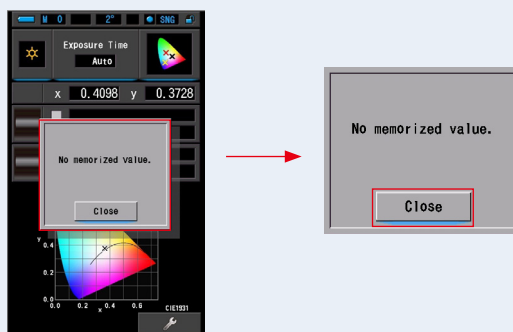 M 0 2° SNG
Exposure Time
Auto
x 0.4098 y 0.3728
No memorized value.
Close
y
0.4
0.2
0.0
0.0 0.2 x 0.4 0.6 CIE1931
No memorized value.
Close